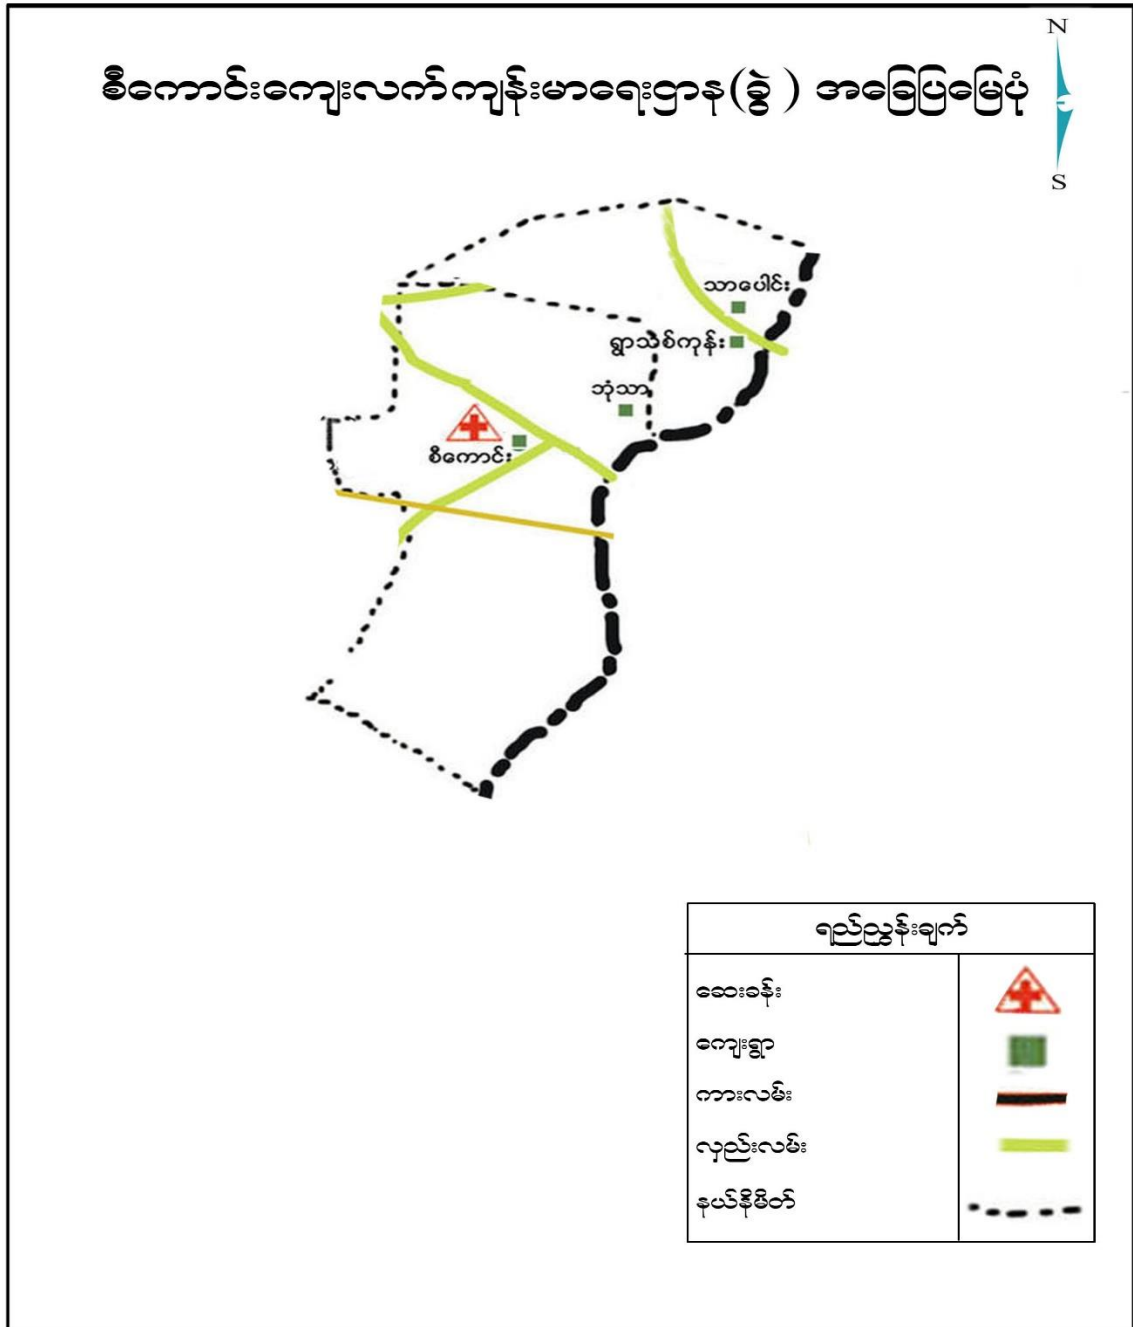 N
စီကောင်းကျေးလက်ကျန်းမာရေးဌာန(ခွဲ ) အခြေပြမြေပုံ
S
သာပေါင်း
ရွာသစ်ကုန်း
ဘုံသာ
စီကောင်း
ရည်ညွှန်းချက်
ဆေးခန်း
ကျေးရွာ
ကားလမ်း
လှည်းလမ်း
နယ်နိမိတ်